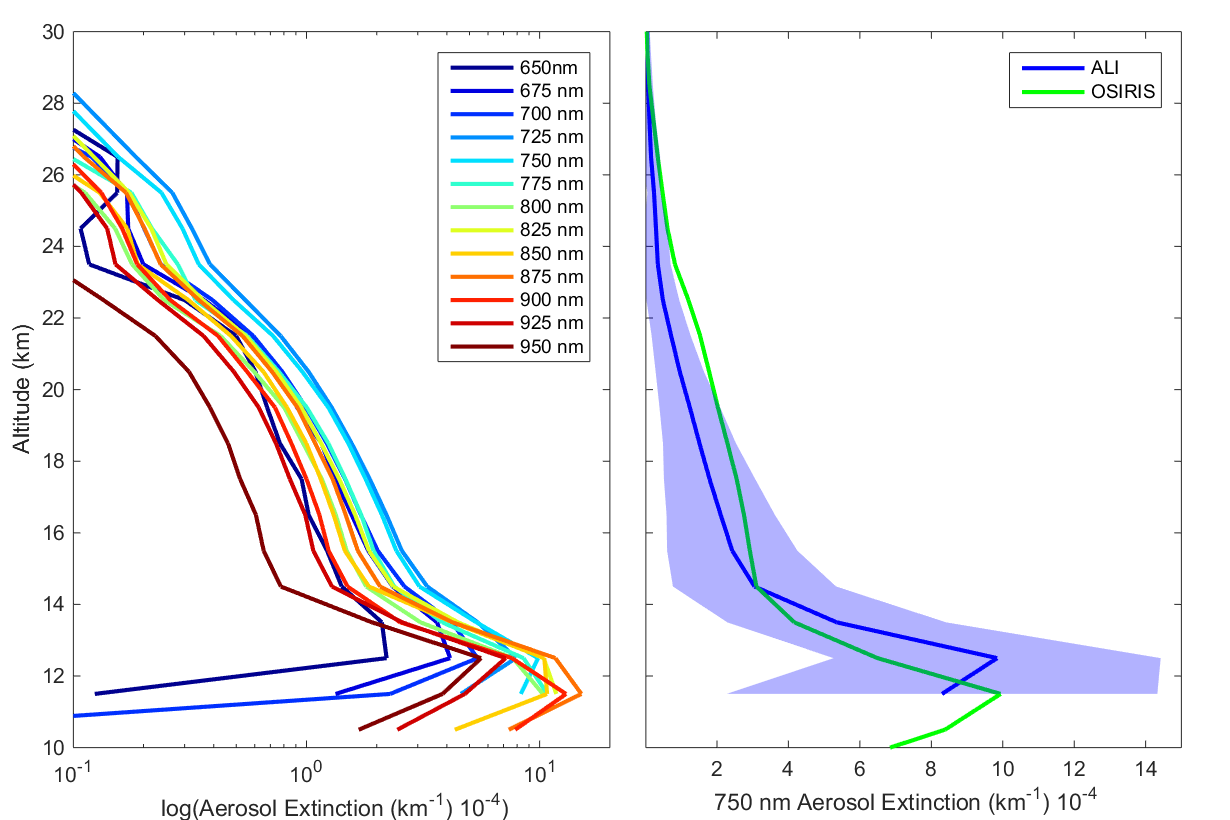 30
28
26
24
22
20
18
16
14
12
10
Altitude (km)
10^-1
10^0
10^1
log(Aerosol Extinction (km^-1) 10^-4)
650nm
675 nm
700 nm
725 nm
750 nm
775 nm
800 nm
825 nm
850 nm
875 nm
900 nm
925 nm
950 nm
ALI
OSIRIS
2 4 6 8 10 12 14
750 nm Aerosol Extinction (km^-1) 10^-4